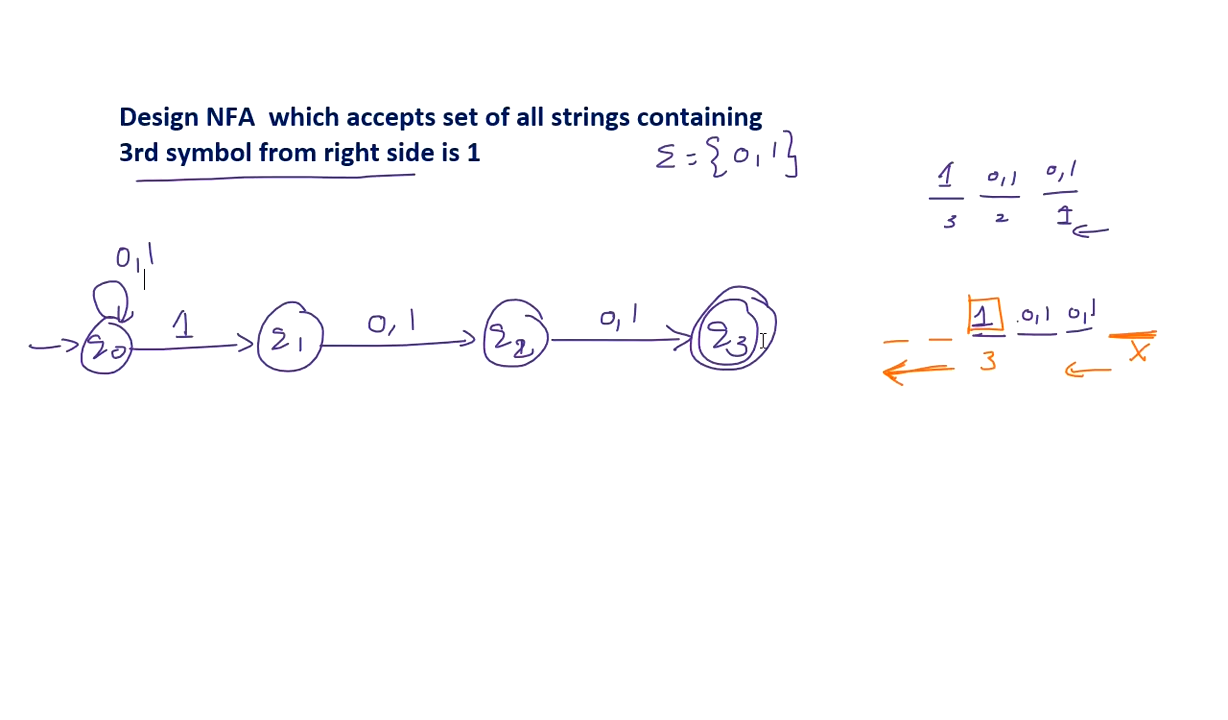 Design NFA which accepts set of all strings containing
3rd symbol from right side is 1
Σ = {0,1}
1 0,1 0,1
3 2 1
0,1
1 0,1 0,1
q0 q1 q2 q3
1 0,1 0,1
3 X